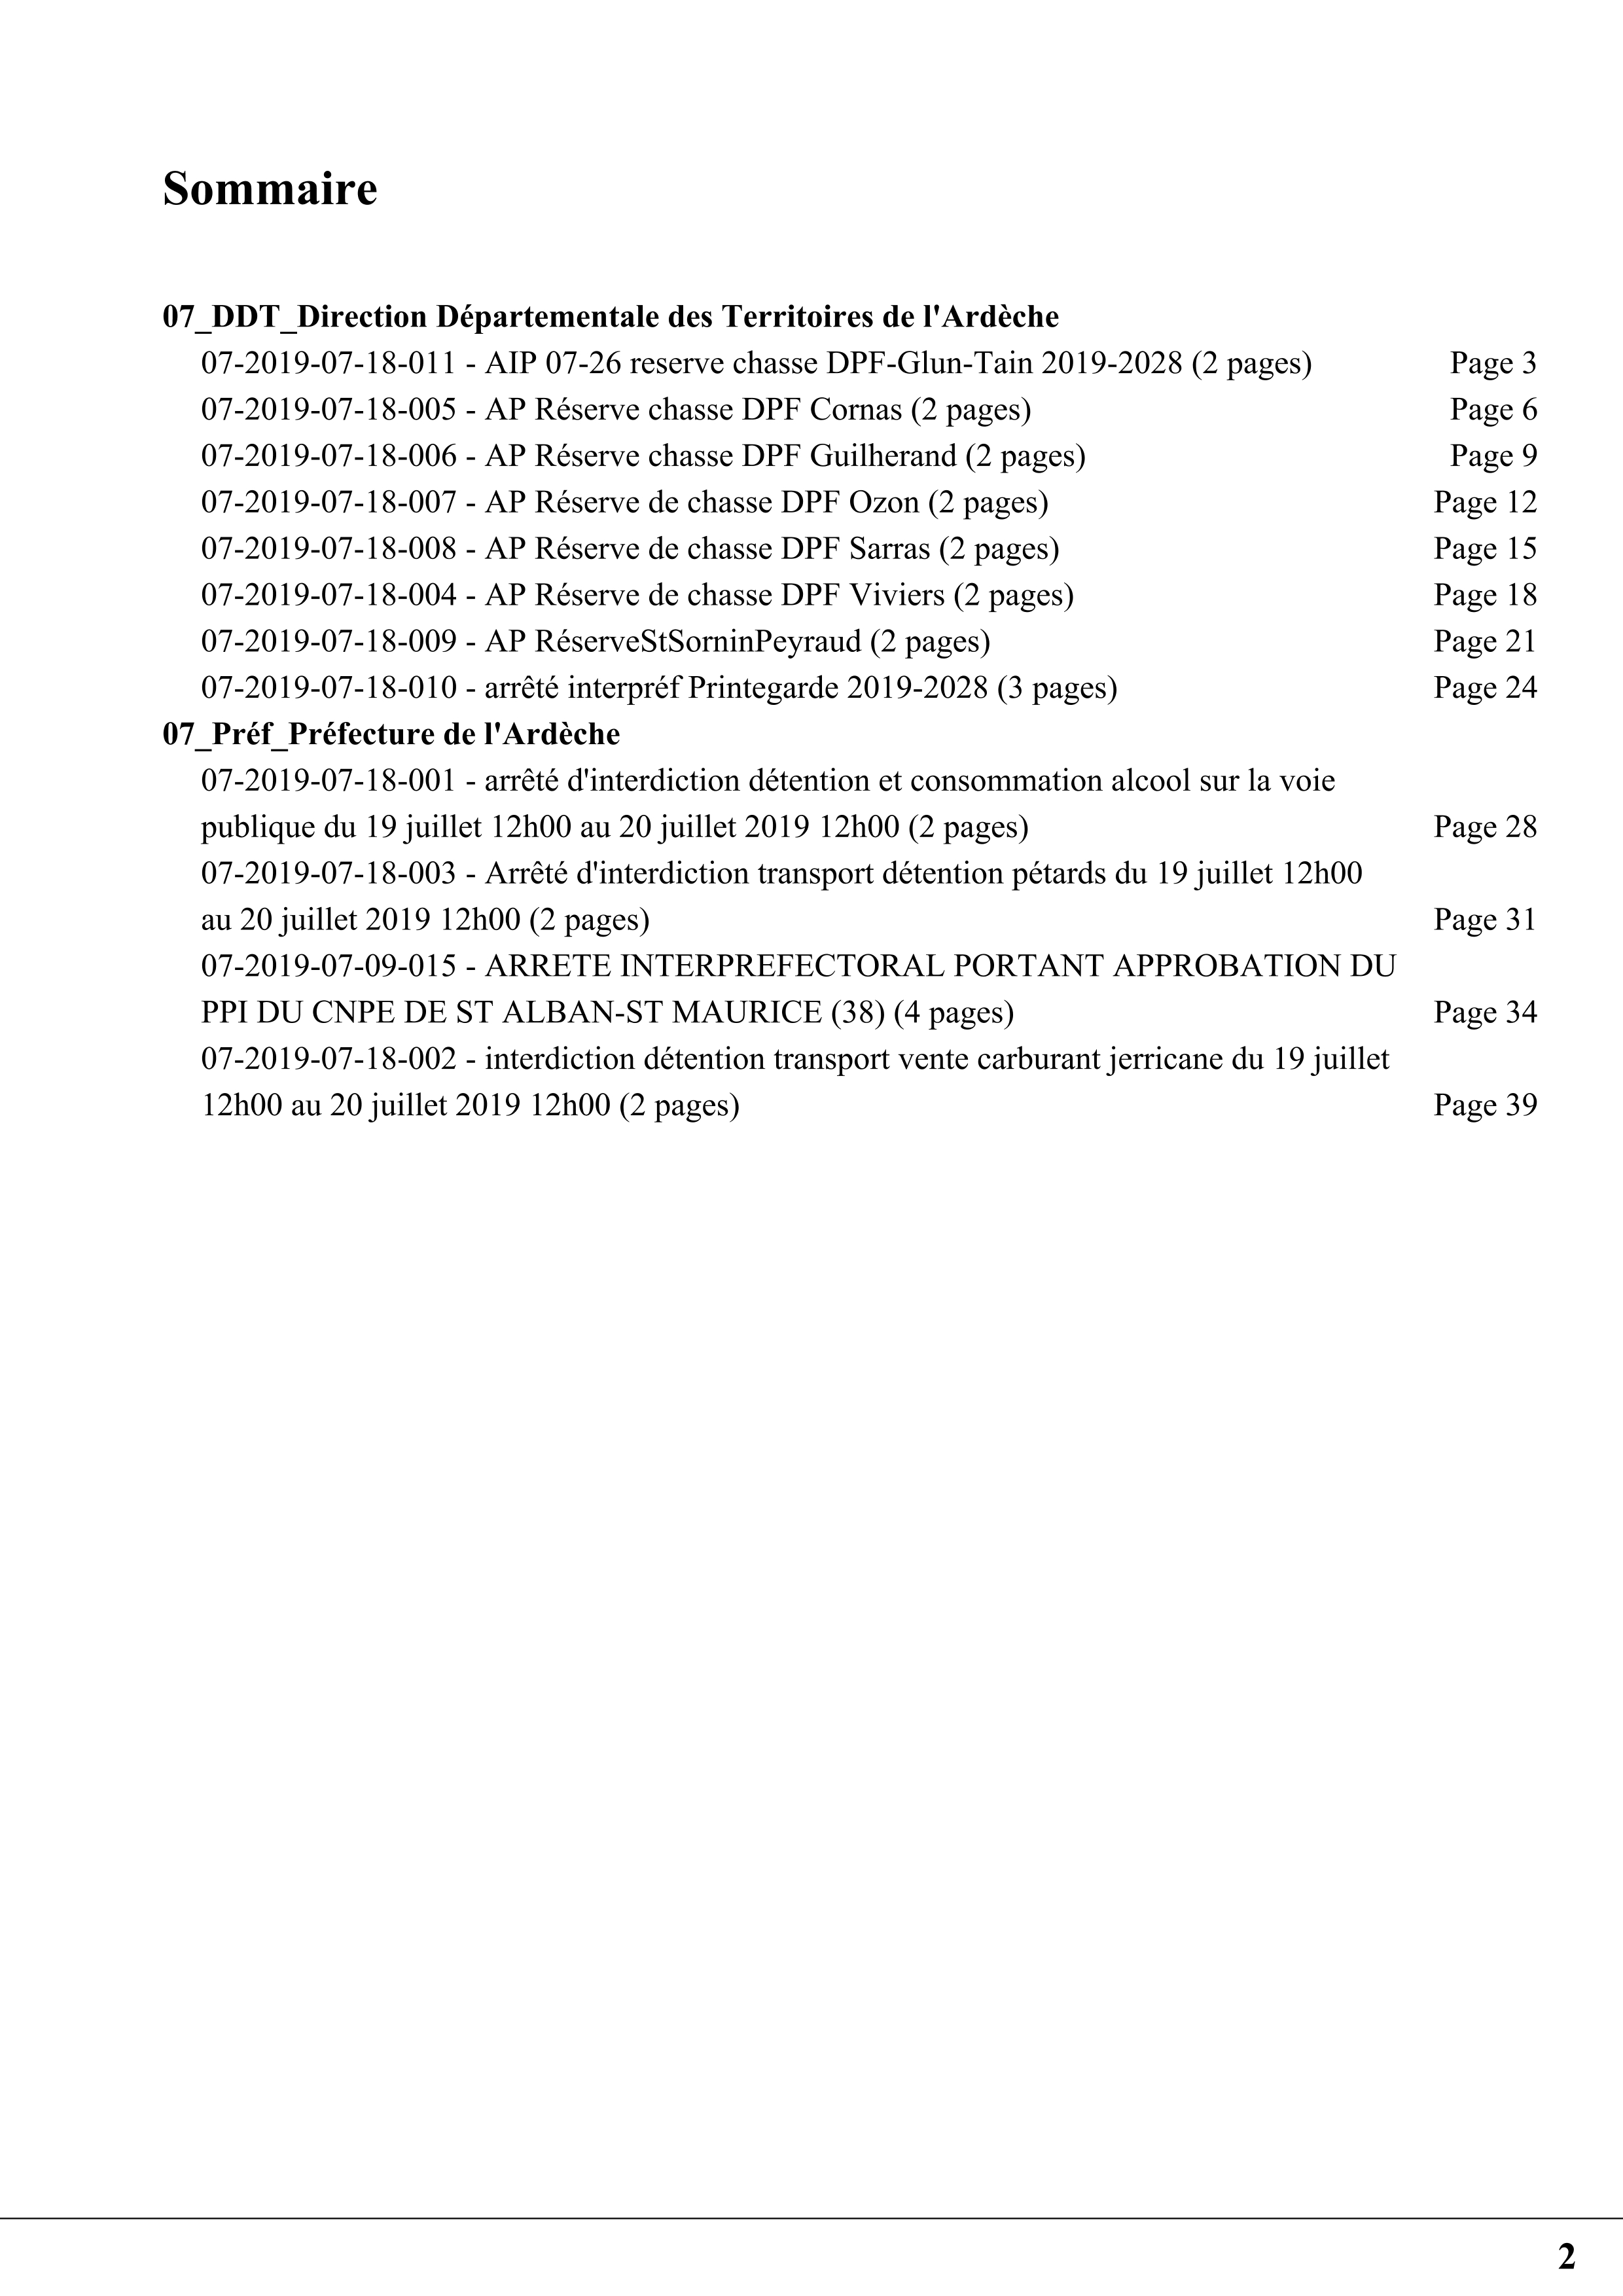 Sommaire
07_DDT_Direction Départementale des Territoires de l'Ardèche
07-2019-07-18-011 - AIP 07-26 reserve chasse DPF-Glun-Tain 2019-2028 (2 pages) Page 3
07-2019-07-18-005 - AP Réserve chasse DPF Cornas (2 pages) Page 6
07-2019-07-18-006 - AP Réserve chasse DPF Guilherand (2 pages) Page 9
07-2019-07-18-007 - AP Réserve de chasse DPF Ozon (2 pages) Page 12
07-2019-07-18-008 - AP Réserve de chasse DPF Sarras (2 pages) Page 15
07-2019-07-18-004 - AP Réserve de chasse DPF Viviers (2 pages) Page 18
07-2019-07-18-009 - AP RéserveStSorninPeyraud (2 pages) Page 21
07-2019-07-18-010 - arrêté interpréf Printegarde 2019-2028 (3 pages) Page 24
07_Préf_Préfecture de l'Ardèche
07-2019-07-18-001 - arrêté d'interdiction détention et consommation alcool sur la voie
publique du 19 juillet 12h00 au 20 juillet 2019 12h00 (2 pages) Page 28
07-2019-07-18-003 - Arrêté d'interdiction transport détention pétards du 19 juillet 12h00
au 20 juillet 2019 12h00 (2 pages) Page 31
07-2019-07-09-015 - ARRETE INTERPREFECTORAL PORTANT APPROBATION DU
PPI DU CNPE DE ST ALBAN-ST MAURICE (38) (4 pages) Page 34
07-2019-07-18-002 - interdiction détention transport vente carburant jerricane du 19 juillet
12h00 au 20 juillet 2019 12h00 (2 pages) Page 39
2